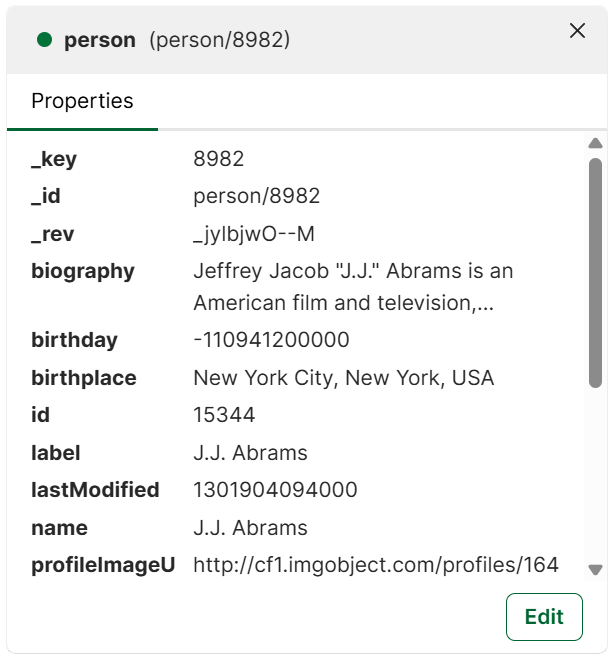 person (person/8982)
Properties
_key 8982
_id person/8982
_rev _jylbjwO--M
biography Jeffrey Jacob "J.J." Abrams is an
American film and television,...
birthday -110941200000
birthplace New York City, New York, USA
id 15344
label J.J. Abrams
lastModified 1301904094000
name J.J. Abrams
profileImageU http://cf1.imgobject.com/profiles/164
Edit